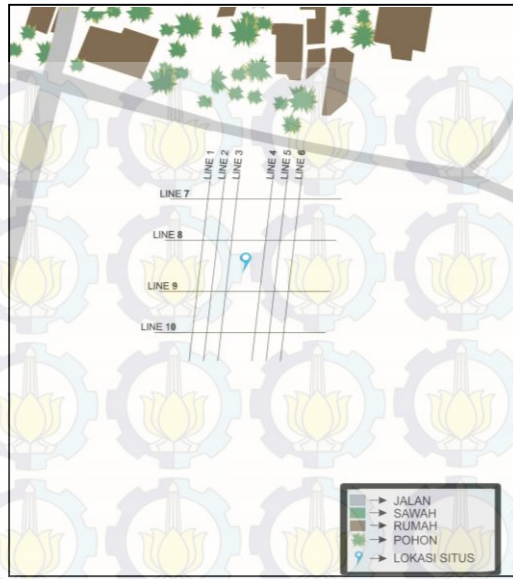 LINE 1
LINE 2
LINE 3
LINE 4
LINE 5
LINE 6
LINE 7
LINE 8
LINE 9
LINE 10
JALAN
SAWAH
RUMAH
POHON
LOKASI SITUS